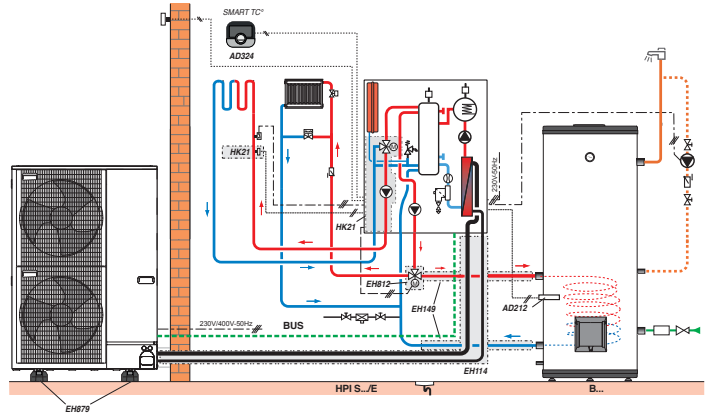 SMART TC°
AD324
HK21
HK21
M
230V/50Hz
EH812
M
EH149
AD212
230V/400V-50Hz
BUS
EH114
HPI S.../E
B...
EH879